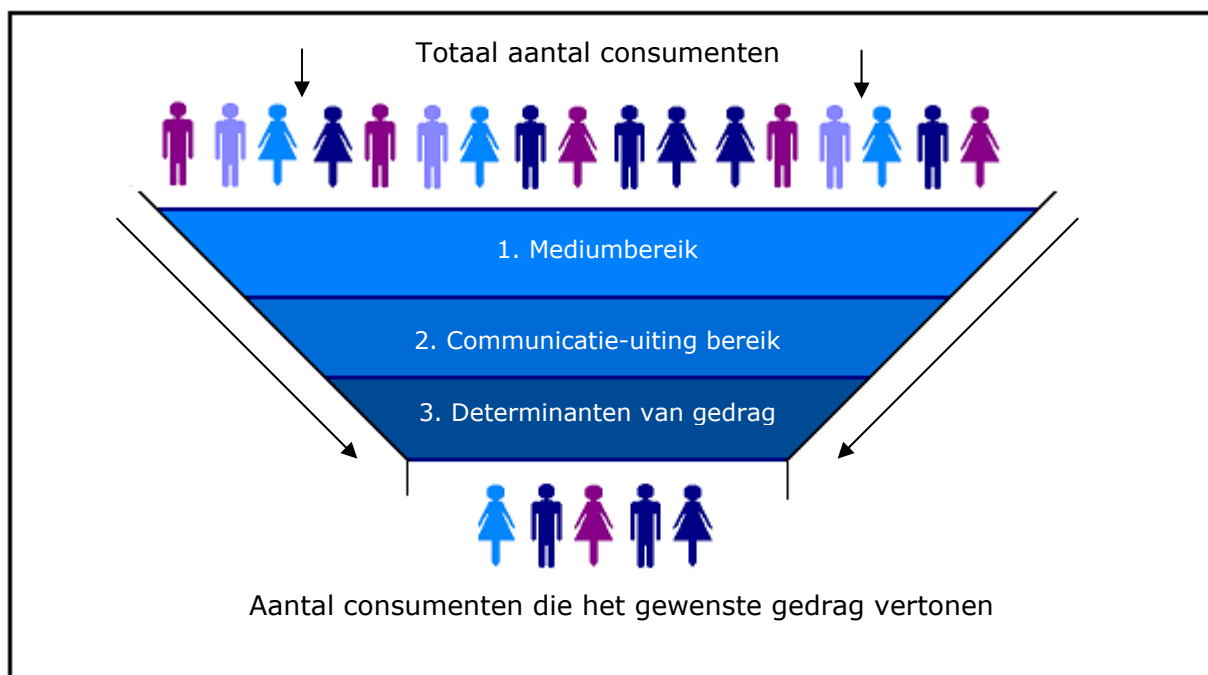 Totaal aantal consumenten
1. Mediumbereik
2. Communicatie-uiting bereik
3. Determinanten van gedrag
Aantal consumenten die het gewenste gedrag vertonen